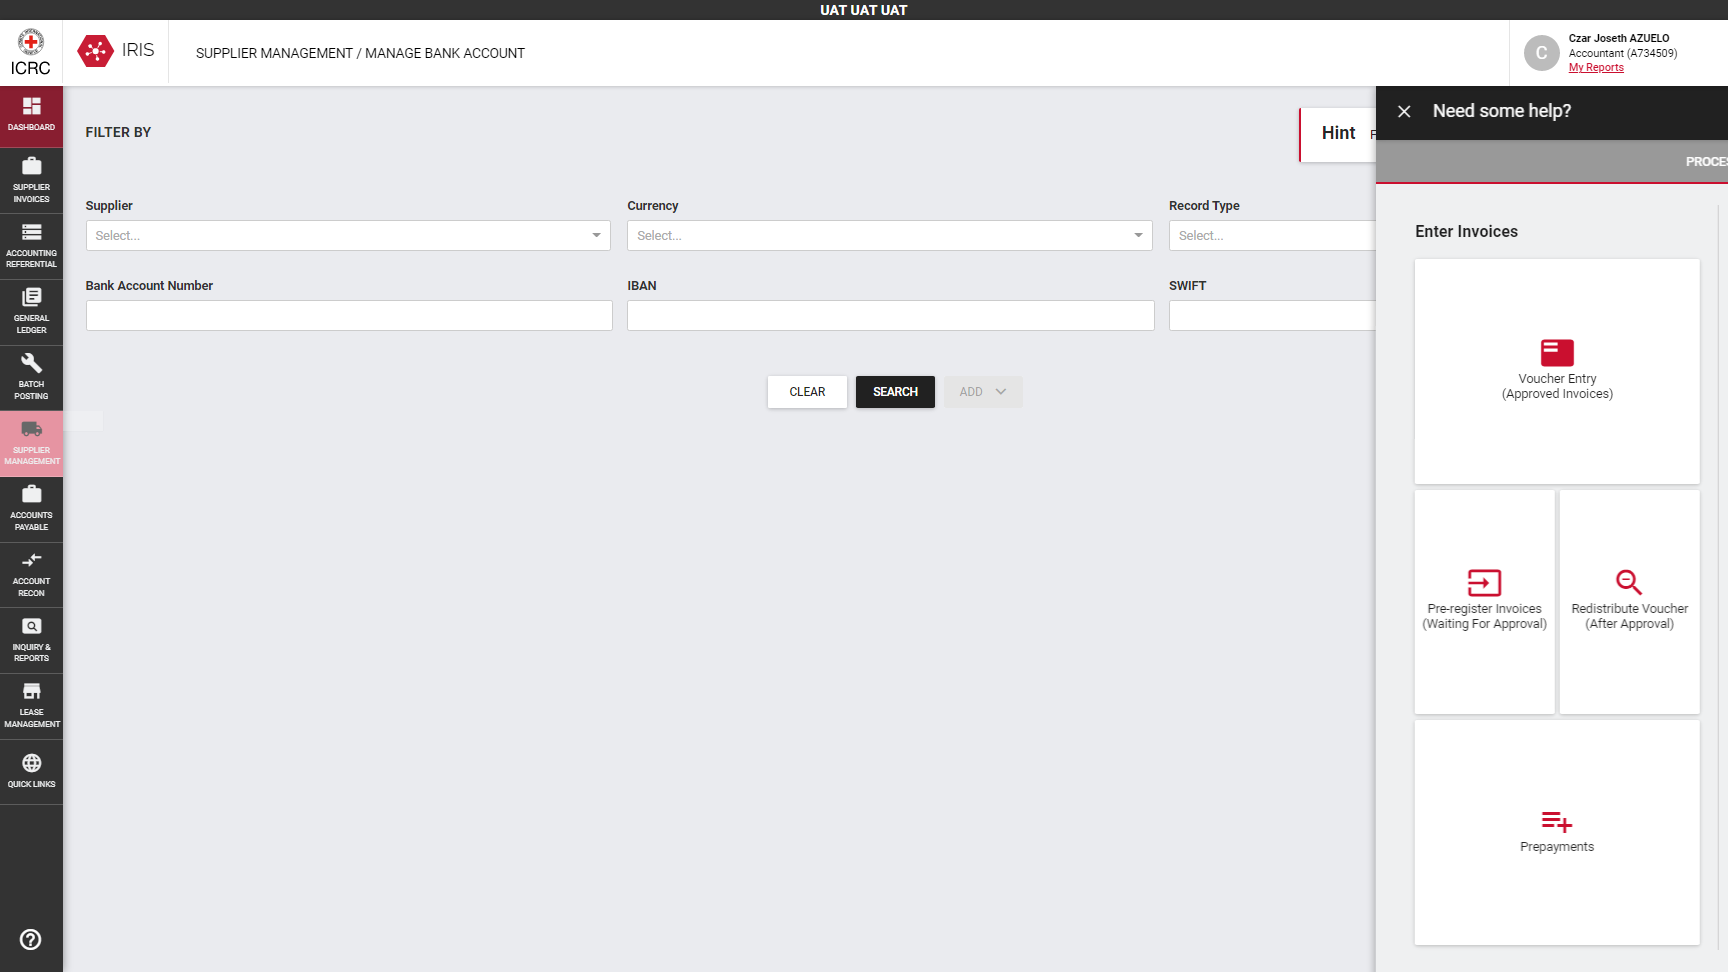 UAT UAT UAT
ICRC
IRIS
SUPPLIER MANAGEMENT / MANAGE BANK ACCOUNT
C
Czar Joseth AZUELO
Accountant (A734509)
My Reports
DASHBOARD
SUPPLIER
INVOICES
ACCOUNTING
REFERENTIAL
GENERAL
LEDGER
BATCH
POSTING
SUPPLIER
MANAGEMENT
ACCOUNTS
PAYABLE
ACCOUNT
RECON
INQUIRY &
REPORTS
LEASE
MANAGEMENT
QUICK LINKS
FILTER BY
Hint
Supplier
Select...
Currency
Select...
Record Type
Select...
Bank Account Number
IBAN
SWIFT
CLEAR
SEARCH
ADD
Need some help?
PROCES
Enter Invoices
Voucher Entry
(Approved Invoices)
Pre-register Invoices
(Waiting For Approval)
Redistribute Voucher
(After Approval)
Prepayments